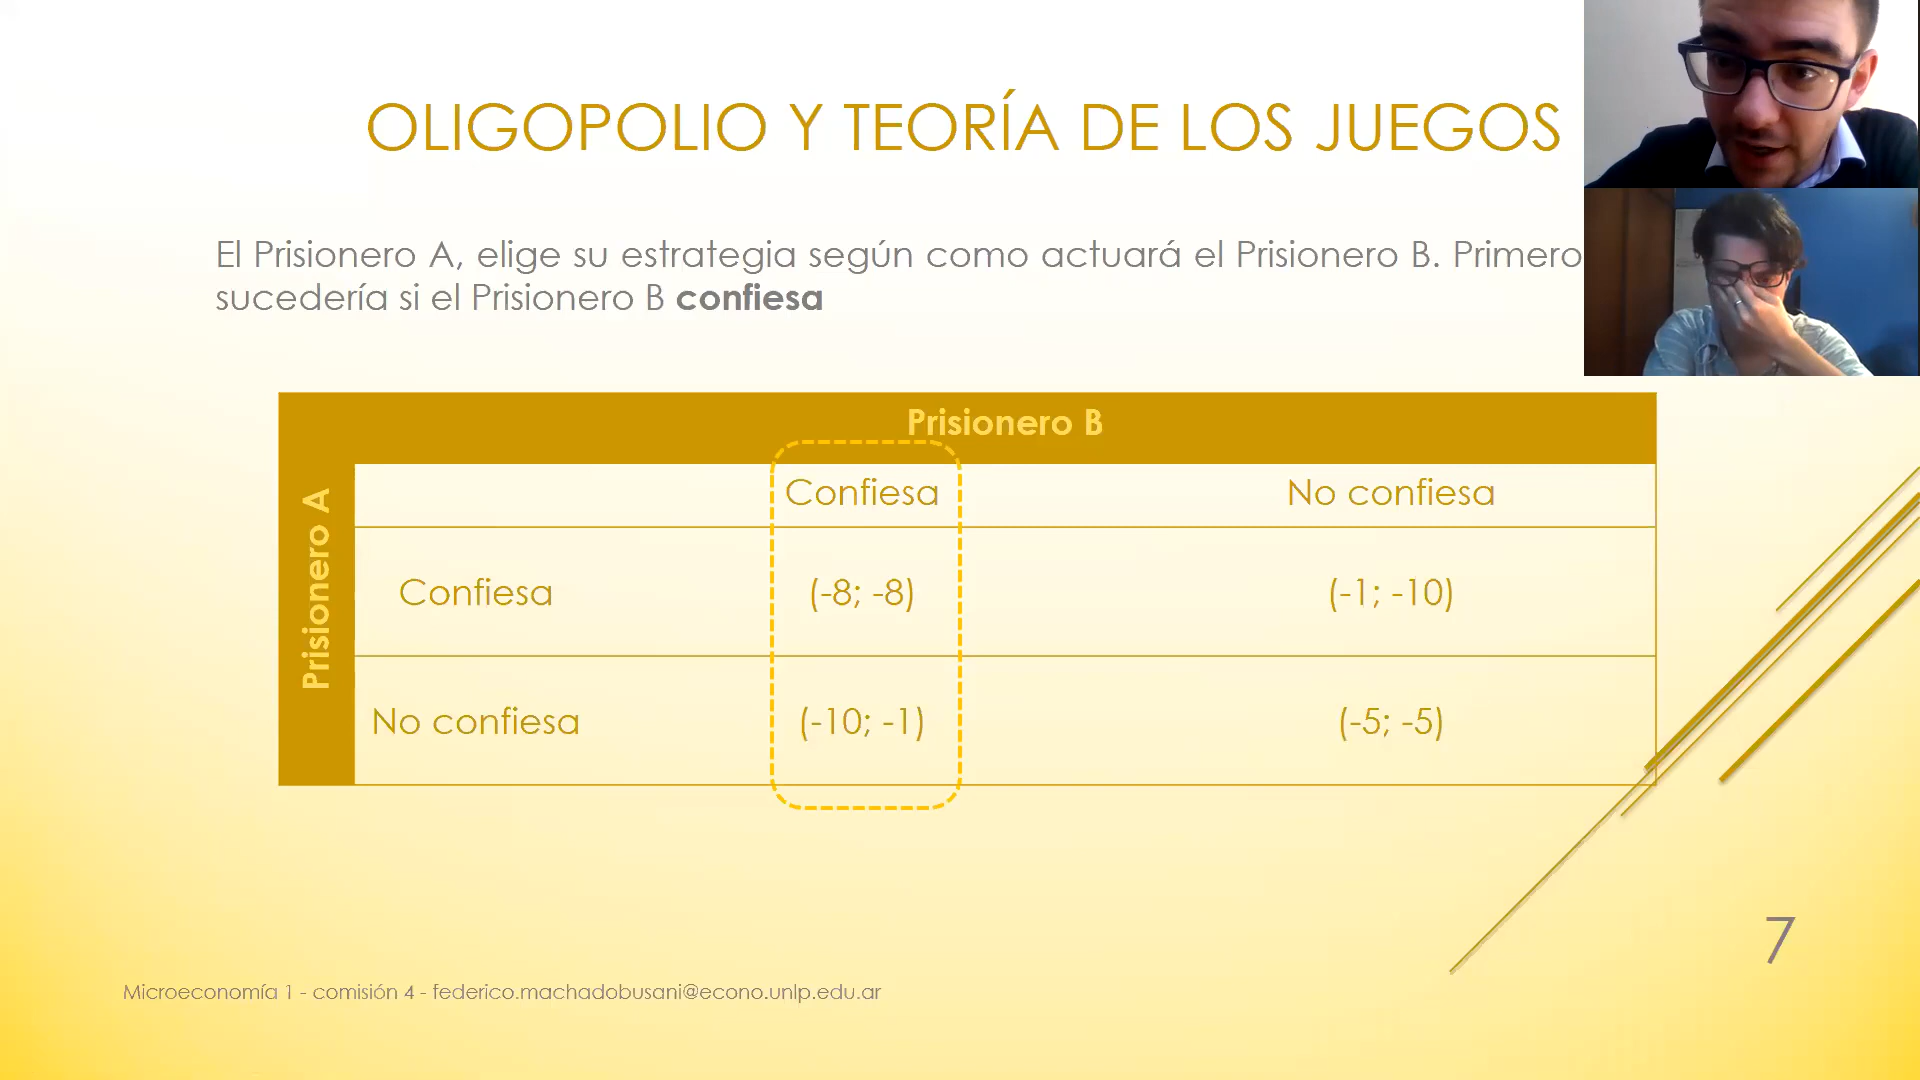 OLIGOPOLIO Y TEORÍA DE LOS JUEGOS
El Prisionero A, elige su estrategia según como actuará el Prisionero B. Primero
sucedería si el Prisionero B confiesa
Prisionero B
Prisionero A
Confiesa No confiesa
Confiesa (-8; -8) (-1; -10)
No confiesa (-10; -1) (-5; -5)
7
Microeconomía 1 - comisión 4 - federico.machadobusani@econo.unlp.edu.ar